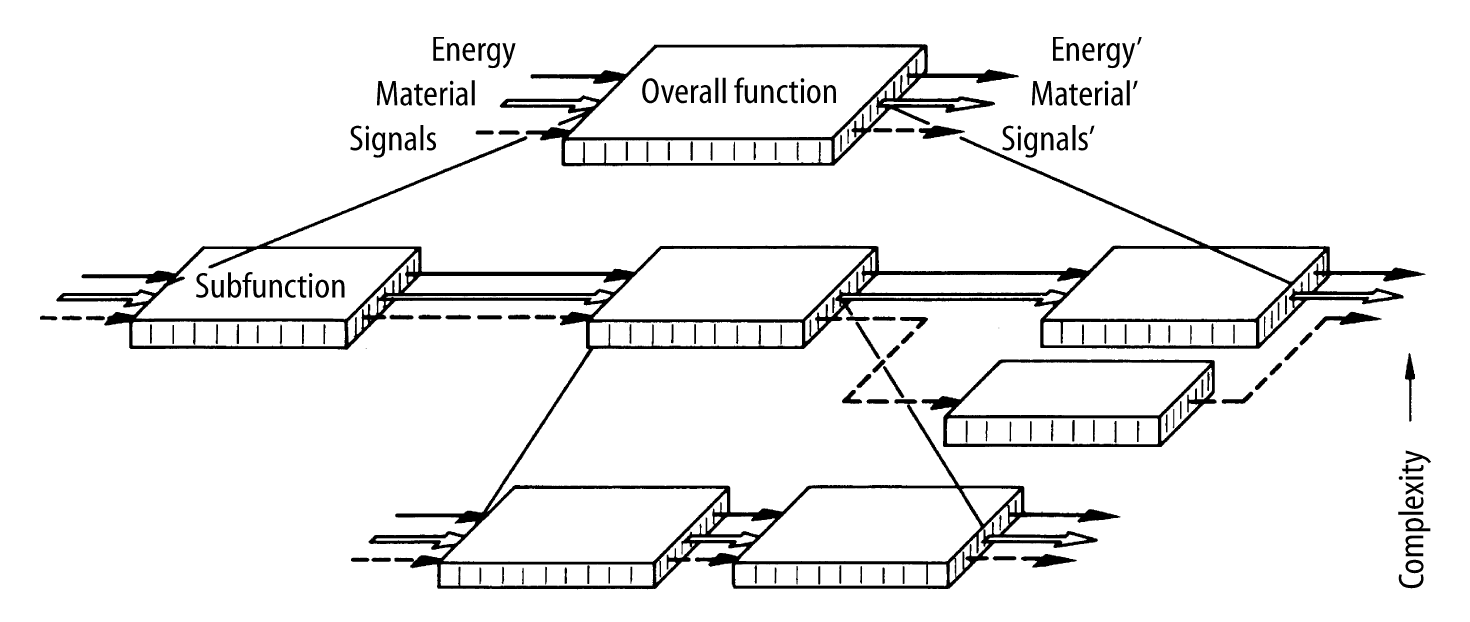 Energy
Material
Signals
Overall function
Energy’
Material’
Signals’
Subfunction
Complexity